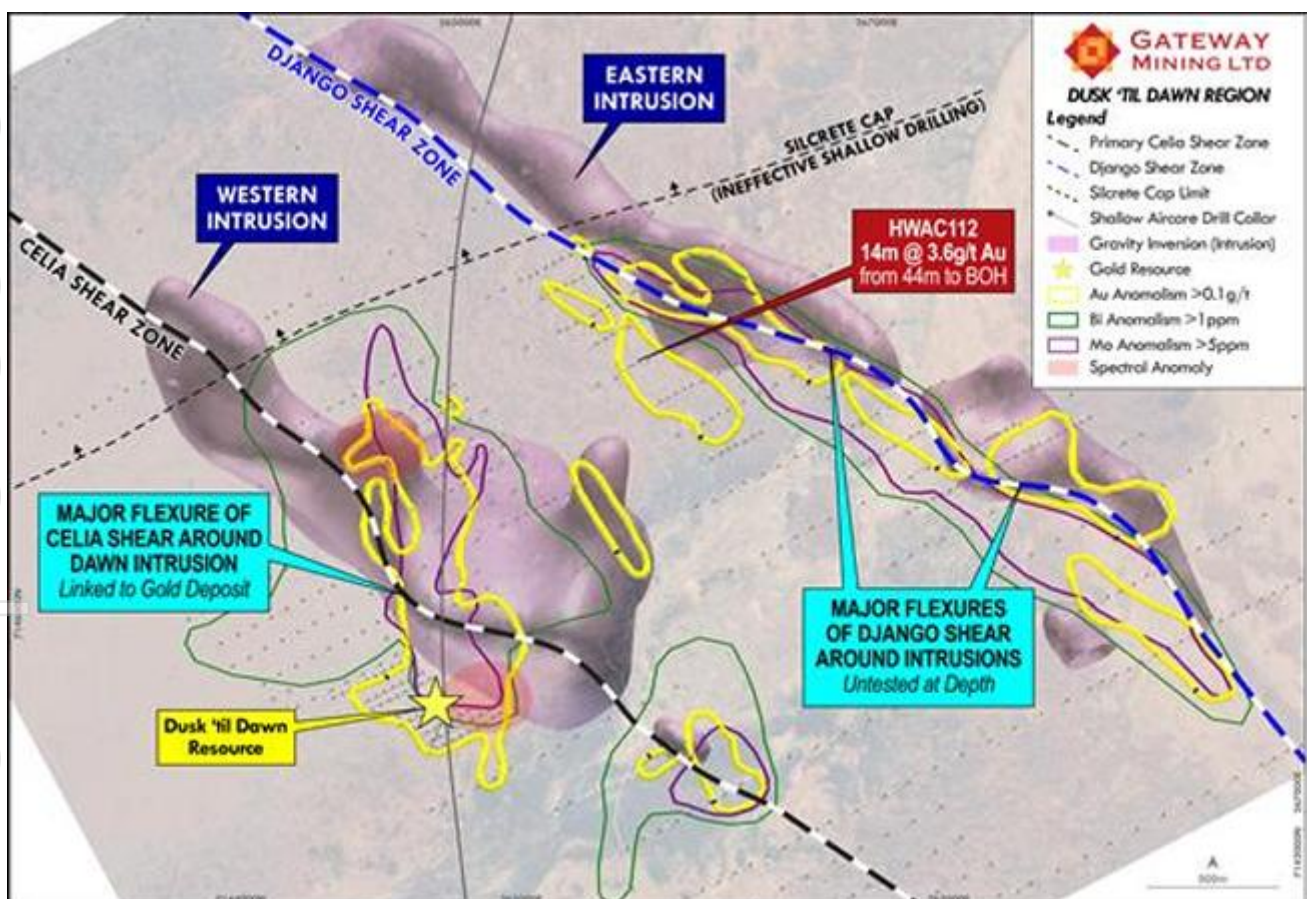 GATEWAY
MINING LTD
DUSK 'TIL DAWN REGION
Legend
Primary Celia Shear Zone
Django Shear Zone
Silcrete Cap Limit
Shallow Aircore Drill Collar
Gravity Inversion (Intrusion)
Gold Resource
Au Anomalism >0.1g/t
Bi Anomalism >1ppm
Mo Anomalism >5ppm
Spectral Anomaly
DJANGO SHEAR ZONE
EASTERN
INTRUSION
SILCRETE CAP
(INEFFECTIVE SHALLOW DRILLING)
WESTERN
INTRUSION
CELIA SHEAR ZONE
HWAC112
14m @ 3.6g/t Au
from 44m to BOH
MAJOR FLEXURE OF
CELIA SHEAR AROUND
DAWN INTRUSION
Linked to Gold Deposit
MAJOR FLEXURES
OF DJANGO SHEAR
AROUND INTRUSIONS
Untested at Depth
Dusk 'til Dawn
Resource
A
500m